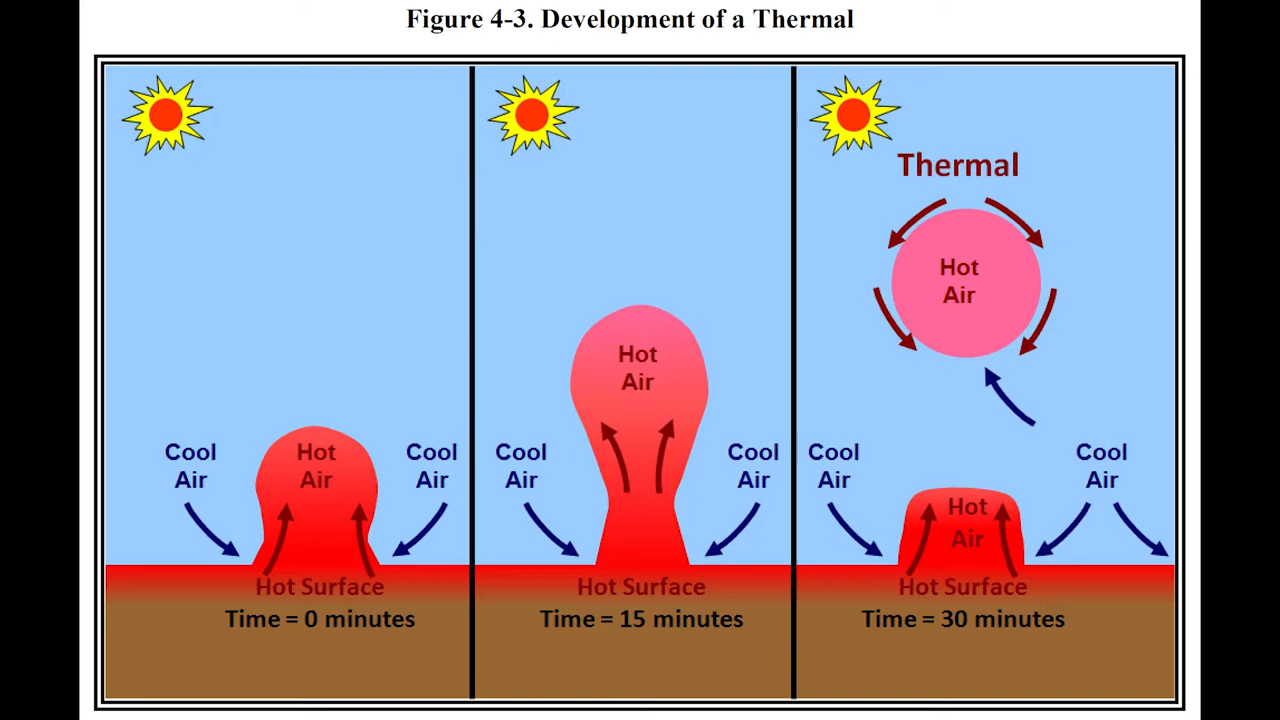 Figure 4-3. Development of a Thermal
Cool
Air
Hot
Air
Cool
Air
Hot Surface
Time = 0 minutes
Hot
Air
Cool
Air
Cool
Air
Hot Surface
Time = 15 minutes
Thermal
Hot
Air
Cool
Air
Hot
Air
Cool
Air
Hot Surface
Time = 30 minutes